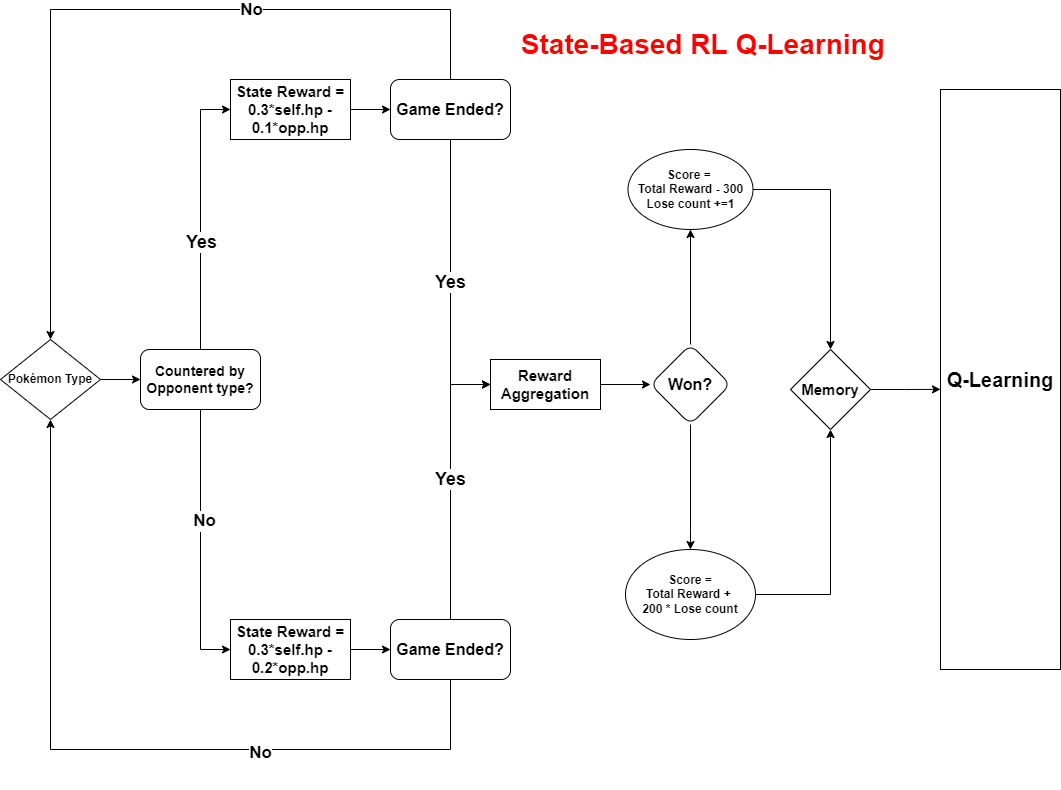 No
State-Based RL Q-Learning
State Reward =
0.3*self.hp -
0.1*opp.hp
Game Ended?
Score =
Total Reward - 300
Lose count +=1
Yes
Yes
Pokémon Type
Countered by
Opponent type?
Reward
Aggregation
Won?
Memory
Q-Learning
Yes
No
Score =
Total Reward +
200 * Lose count
State Reward =
0.3*self.hp -
0.2*opp.hp
Game Ended?
No